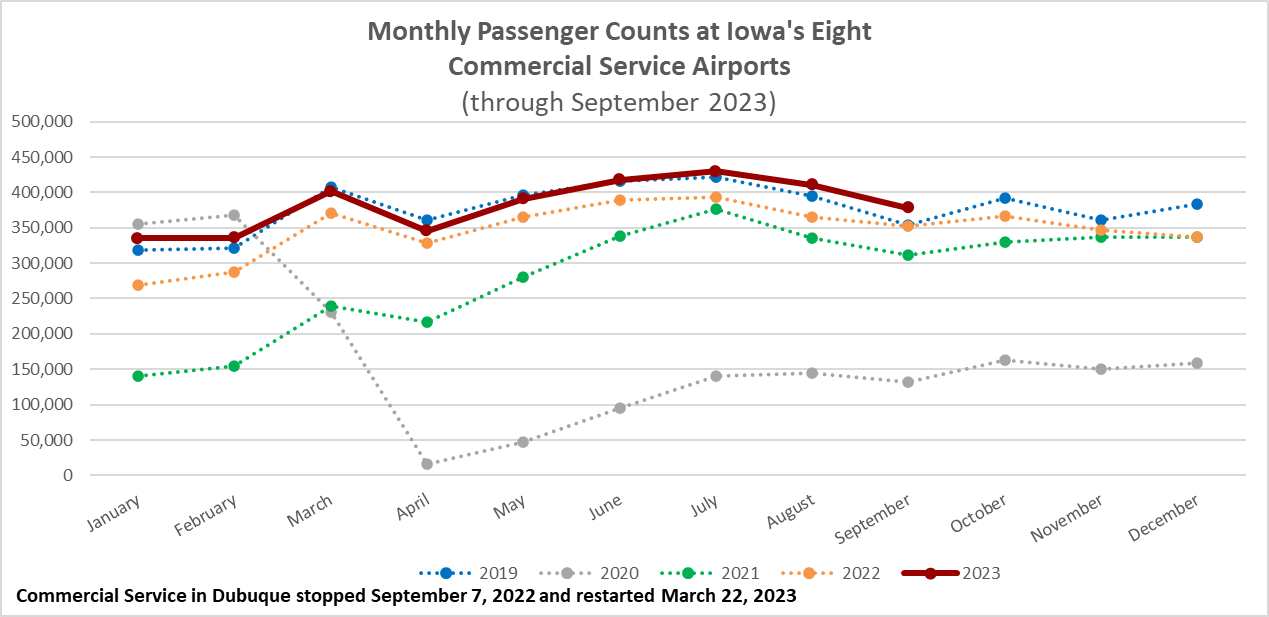 Monthly Passenger Counts at Iowa's Eight
Commercial Service Airports
(through September 2023)
500,000
450,000
400,000
350,000
300,000
250,000
200,000
150,000
100,000
50,000
0
January
February
March
April
May
June
July
August
September
October
November
December
2019
2020
2021
2022
2023
Commercial Service in Dubuque stopped September 7, 2022 and restarted March 22, 2023